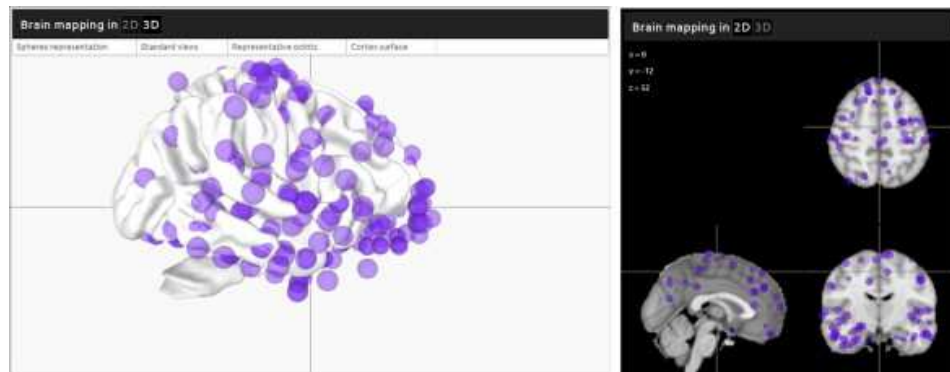 Brain mapping in 2D 3D
Spheres representation
Standard views
Representative points
Cortex surface
Brain mapping in 2D 3D
x = 0
y = -12
z = 52